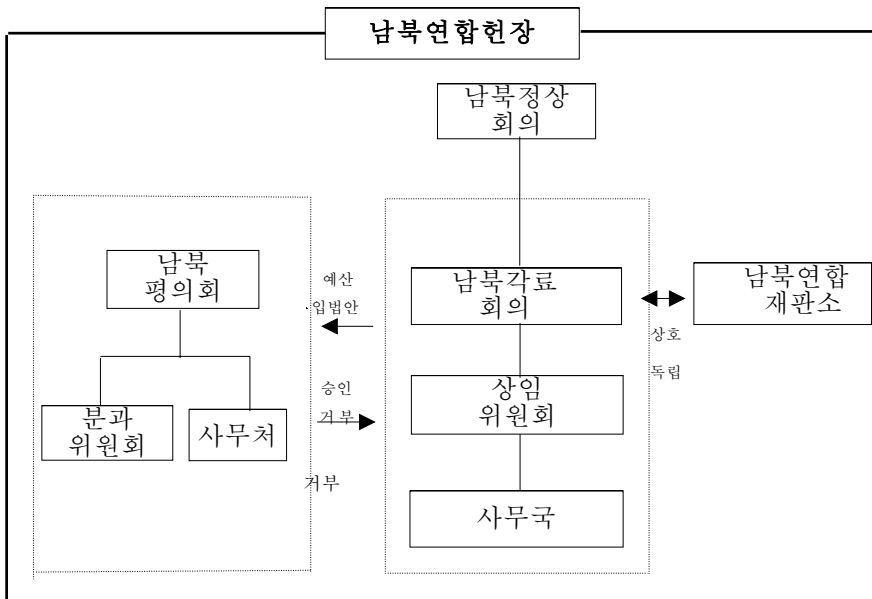 남북연합헌장
남북정상
회의
남북
평의회
예산
입법안
남북각료
회의
남북연합
재판소
상호
독립
승인
거부
상임
위원회
분과
위원회
사무처
거부
사무국